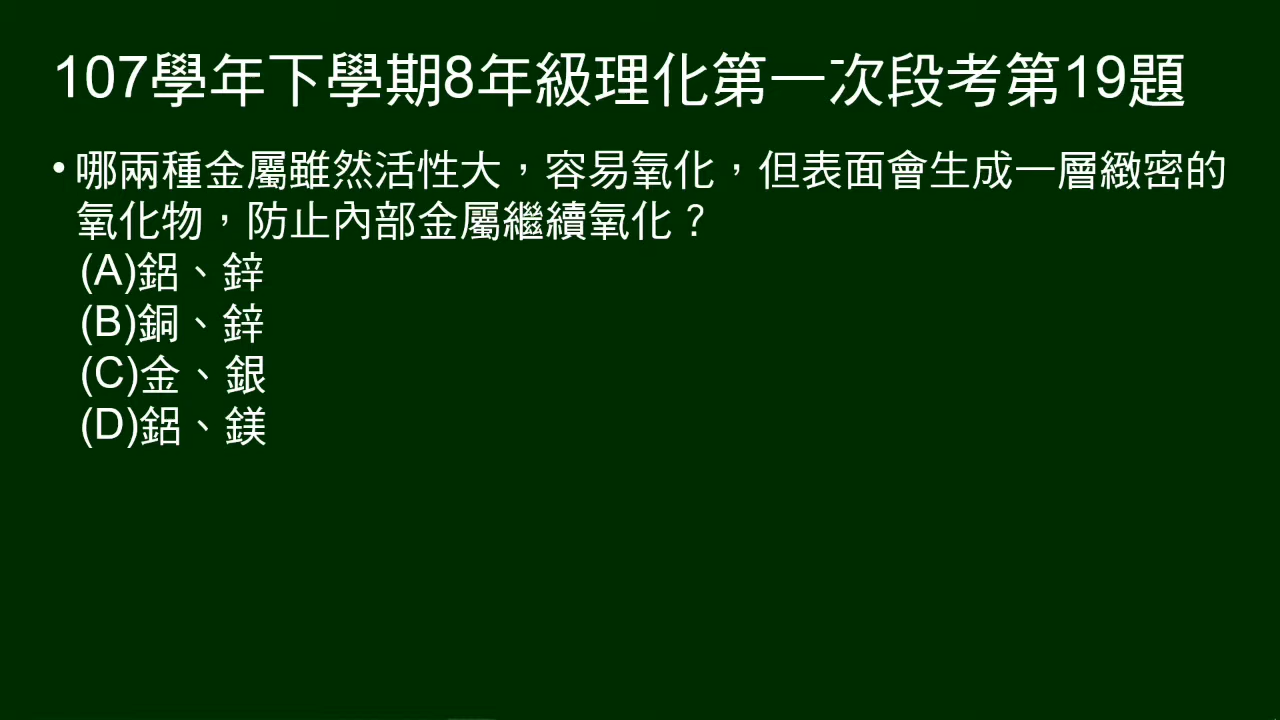 107學年下學期8年級理化第一次段考第19題
•哪兩種金屬雖然活性大，容易氧化，但表面會生成一層緻密的
氧化物，防止內部金屬繼續氧化？
(A)鋁、鋅
(B)銅、鋅
(C)金、銀
(D)鋁、鎂